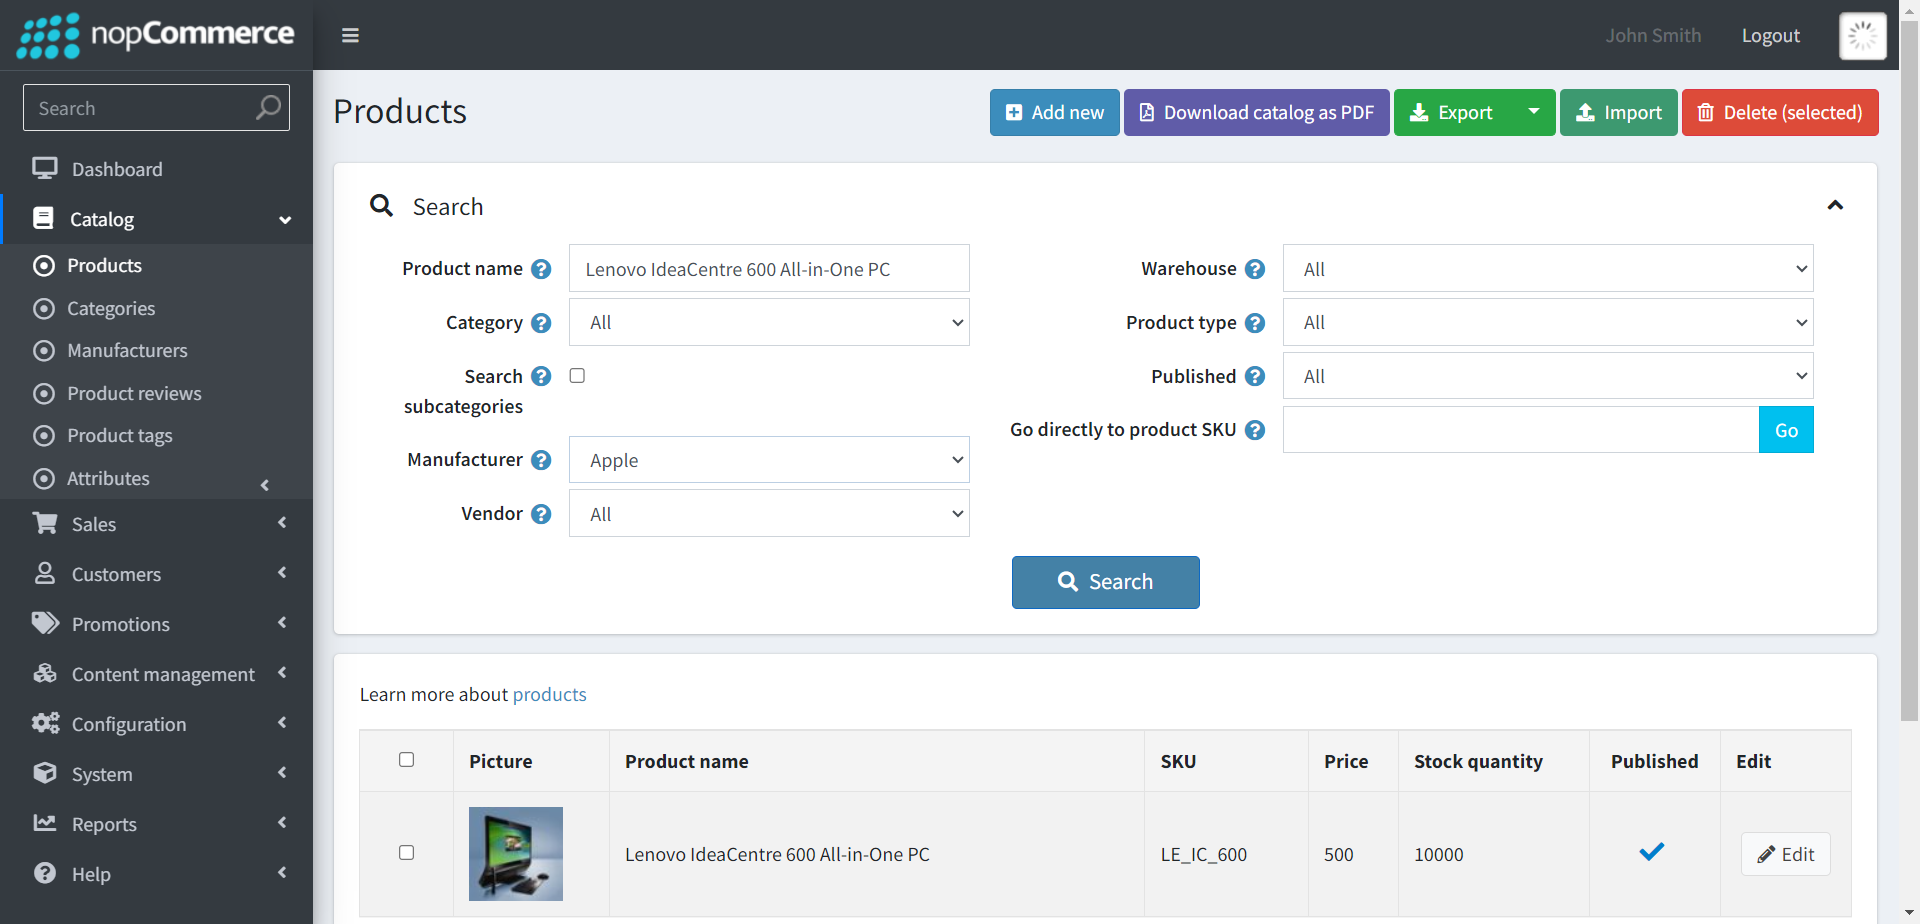 nopCommerce
John Smith
Logout
Search
Dashboard
Catalog
Products
Categories
Manufacturers
Product reviews
Product tags
Attributes
Sales
Customers
Promotions
Content management
Configuration
System
Reports
Help
Products
Add new
Download catalog as PDF
Export
Import
Delete (selected)
Search
Product name ? Lenovo IdeaCentre 600 All-in-One PC
Category ? All
Search ?
subcategories
Manufacturer ? Apple
Vendor ? All
Warehouse ? All
Product type ? All
Published ? All
Go directly to product SKU ? Go
Search
Learn more about products
Picture Product name SKU Price Stock quantity Published Edit
Lenovo IdeaCentre 600 All-in-One PC LE_IC_600 500 10000 Edit